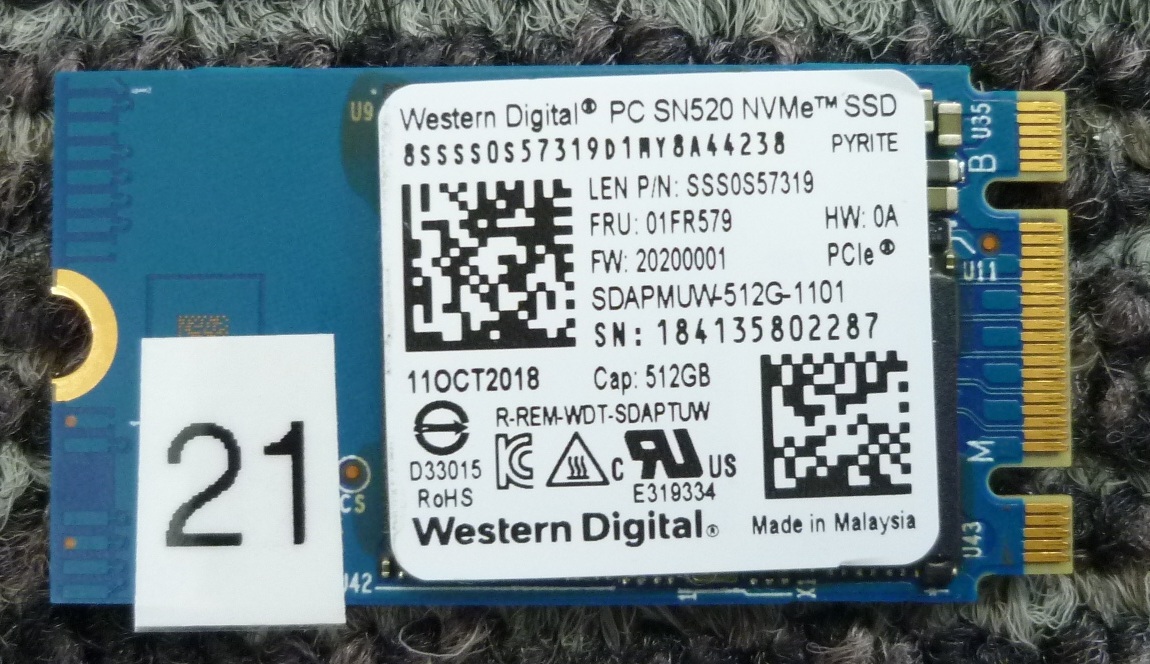 U9
Western Digital® PC SN520 NVMe™ SSD
8SSSS0S57319D1MY8A44238 PYRITE
LEN P/N: SSS0S57319
FRU: 01FR579 HW: 0A
FW: 20200001 PCIe®
SDAPMUW-512G-1101
SN: 184135802287
11OCT2018 Cap: 512GB
R-REM-WDT-SDAPTUW
D33015
RoHS
C US
E319334
Western Digital®
Made in Malaysia
21
CS
U42
U35
B
U11
M
U43